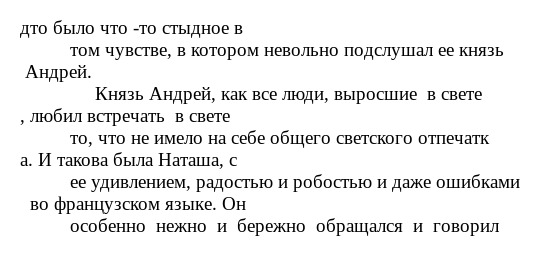 дто было что -то стыдное в
том чувстве, в котором невольно подслушал ее князь
Андрей.
Князь Андрей, как все люди, выросшие в свете
, любил встречать в свете
то, что не имело на себе общего светского отпечатк
а. И такова была Наташа, с
ее удивлением, радостью и робостью и даже ошибками
во французском языке. Он
особенно нежно и бережно обращался и говорил